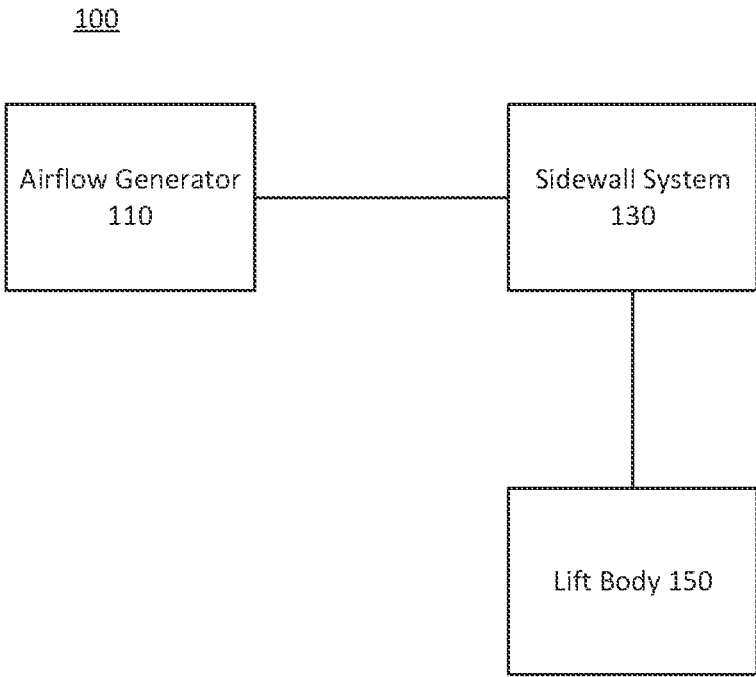 100
Airflow Generator
110
Sidewall System
130
Lift Body 150